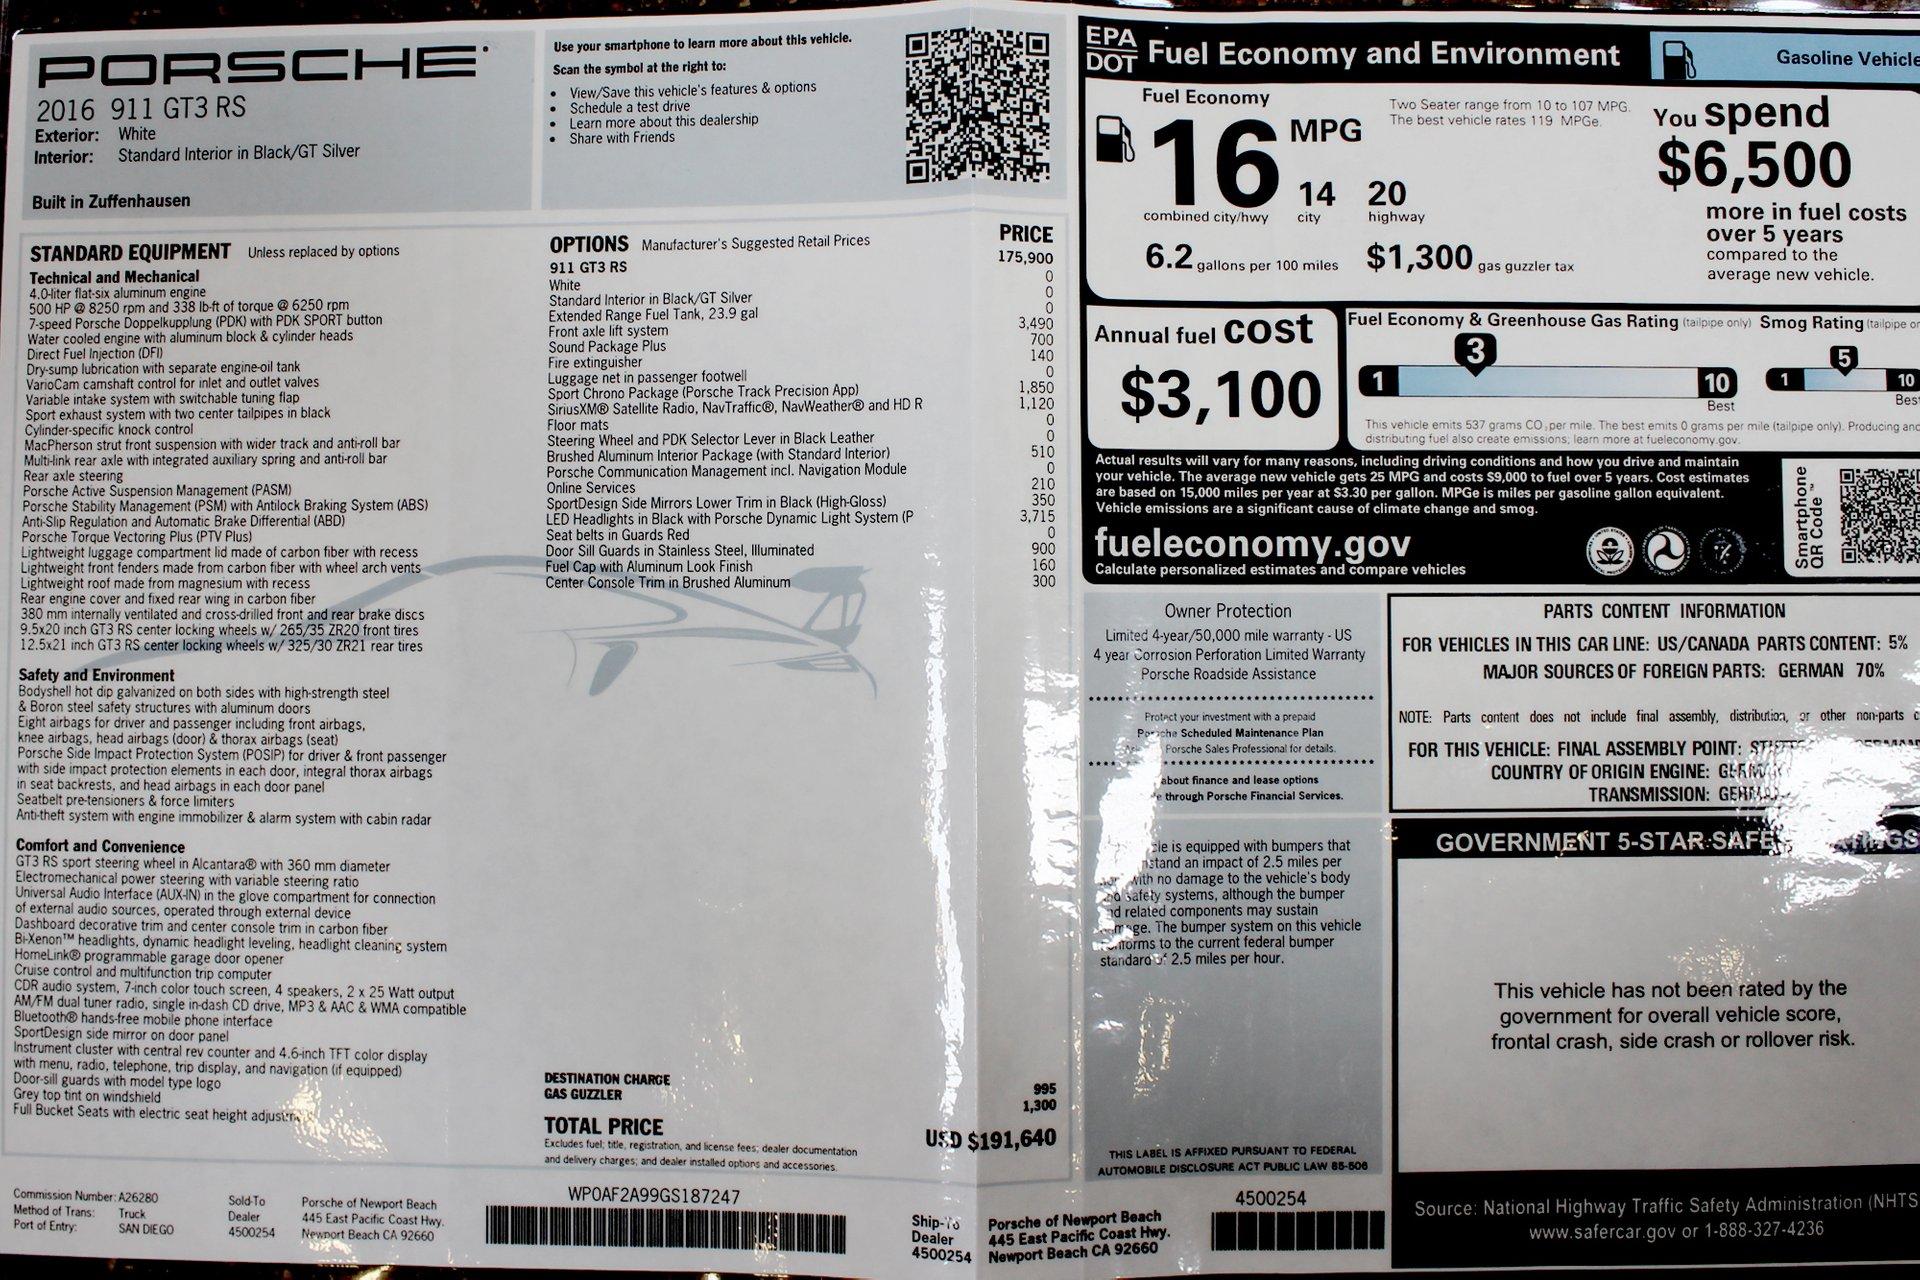 PORSCHE
2016 911 GT3 RS
Exterior: White
Interior: Standard Interior in Black/GT Silver
Built in Zuffenhausen
Use your smartphone to learn more about this vehicle.
Scan the symbol at the right to:
• View/Save this vehicle's features & options
• Schedule a test drive
• Learn more about this dealership
• Share with Friends
STANDARD EQUIPMENT Unless replaced by options
Technical and Mechanical
4.0-liter flat-six aluminum engine
500 HP @ 8250 rpm and 338 lb-ft of torque @ 6250 rpm
7-speed Porsche Doppelkupplung (PDK) with PDK SPORT button
Water cooled engine with aluminum block & cylinder heads
Direct Fuel Injection (DFI)
Dry-sump lubrication with separate engine-oil tank
VarioCam camshaft control for inlet and outlet valves
Variable intake system with switchable tuning flap
Sport exhaust system with two center tailpipes in black
Cylinder-specific knock control
MacPherson strut front suspension with wider track and anti-roll bar
Multi-link rear axle with integrated auxiliary spring and anti-roll bar
Rear axle steering
Porsche Active Suspension Management (PASM)
Porsche Stability Management (PSM) with Antilock Braking System (ABS)
Anti-Slip Regulation and Automatic Brake Differential (ABD)
Porsche Torque Vectoring Plus (PTV Plus)
Lightweight luggage compartment lid made of carbon fiber with recess
Lightweight front fenders made from carbon fiber with wheel arch vents
Lightweight roof made from magnesium with recess
Rear engine cover and fixed rear wing in carbon fiber
380 mm internally ventilated and cross-drilled front and rear brake discs
9.5x20 inch GT3 RS center locking wheels w/ 265/35 ZR20 front tires
12.5x21 inch GT3 RS center locking wheels w/ 325/30 ZR21 rear tires
Safety and Environment
Bodyshell hot dip galvanized on both sides with high-strength steel
& Boron steel safety structures with aluminum doors
Eight airbags for driver and passenger including front airbags,
knee airbags, head airbags (door) & thorax airbags (seat)
Porsche Side Impact Protection System (POSIP) for driver & front passenger
with side impact protection elements in each door, integral thorax airbags
in seat backrests, and head airbags in each door panel
Seatbelt pre-tensioners & force limiters
Anti-theft system with engine immobilizer & alarm system with cabin radar
Comfort and Convenience
GT3 RS sport steering wheel in Alcantara® with 360 mm diameter
Electromechanical power steering with variable steering ratio
Universal Audio Interface (AUX-IN) in the glove compartment for connection
of external audio sources, operated through external device
Dashboard decorative trim and center console trim in carbon fiber
Bi-Xenon™ headlights, dynamic headlight leveling, headlight cleaning system
HomeLink® programmable garage door opener
Cruise control and multifunction trip computer
CDR audio system, 7-inch color touch screen, 4 speakers, 2 x 25 Watt output
AM/FM dual tuner radio, single in-dash CD drive, MP3 & AAC & WMA compatible
Bluetooth® hands-free mobile phone interface
SportDesign side mirror on door panel
Instrument cluster with central rev counter and 4.6-inch TFT color display
with menu, radio, telephone, trip display, and navigation (if equipped)
Door-sill guards with model type logo
Grey top tint on windshield
Full Bucket Seats with electric seat height
OPTIONS Manufacturer's Suggested Retail Prices PRICE
911 GT3 RS 175,900
White 0
Standard Interior in Black/GT Silver 0
Extended Range Fuel Tank, 23.9 gal 0
Front axle lift system 3,490
Sound Package Plus 700
Fire extinguisher 140
Luggage net in passenger footwell 0
Sport Chrono Package (Porsche Track Precision App) 1,850
SiriusXM® Satellite Radio, NavTraffic®, NavWeather® and HD R 1,120
Floor mats 0
Steering Wheel and PDK Selector Lever in Black Leather 0
Brushed Aluminum Interior Package (with Standard Interior) 510
Porsche Communication Management incl. Navigation Module 0
Online Services 210
SportDesign Side Mirrors Lower Trim in Black (High-Gloss) 350
LED Headlights in Black with Porsche Dynamic Light System (P 3,715
Seat belts in Guards Red 0
Door Sill Guards in Stainless Steel, Illuminated 900
Fuel Cap with Aluminum Look Finish 160
Center Console Trim in Brushed Aluminum 300
DESTINATION CHARGE 995
GAS GUZZLER 1,300
TOTAL PRICE USD $191,640
Excludes fuel; title, registration, and license fees; dealer documentation
and delivery charges; and dealer installed options and accessories.
Commission Number: A26280
Method of Trans: Truck
Port of Entry: SAN DIEGO
Sold-To
Dealer
4500254
Porsche of Newport Beach
445 East Pacific Coast Hwy.
Newport Beach CA 92660
WP0AF2A99GS187247
Ship-To
Dealer
4500254
Porsche of Newport Beach
445 East Pacific Coast Hwy.
Newport Beach CA 92660
4500254
EPA
DOT
Fuel Economy and Environment
Gasoline Vehicle
Fuel Economy
16 MPG
combined city/hwy
14
city
20
highway
Two Seater range from 10 to 107 MPG.
The best vehicle rates 119 MPGe.
6.2 gallons per 100 miles
$1,300 gas guzzler tax
You spend
$6,500
more in fuel costs
over 5 years
compared to the
average new vehicle.
Annual fuel cost
$3,100
Fuel Economy & Greenhouse Gas Rating (tailpipe only)
3
1
10
Best
Smog Rating (tailpipe
5
1
10
Best
This vehicle emits 537 grams CO2 per mile. The best emits 0 grams per mile (tailpipe only). Producing and
distributing fuel also create emissions; learn more at fueleconomy.gov.
Actual results will vary for many reasons, including driving conditions and how you drive and maintain
your vehicle. The average new vehicle gets 25 MPG and costs $9,000 to fuel over 5 years. Cost estimates
are based on 15,000 miles per year at $3.30 per gallon. MPGe is miles per gasoline gallon equivalent.
Vehicle emissions are a significant cause of climate change and smog.
fueleconomy.gov
Calculate personalized estimates and compare vehicles
Smartphone
QR Code™
Owner Protection
Limited 4-year/50,000 mile warranty - US
4 year Corrosion Perforation Limited Warranty
Porsche Roadside Assistance
Protect your investment with a prepaid
Porsche Scheduled Maintenance Plan
Porsche Sales Professional for details.
about finance and lease options
through Porsche Financial Services.
is equipped with bumpers that
an impact of 2.5 miles per
with no damage to the vehicle's body
safety systems, although the bumper
related components may sustain
The bumper system on this vehicle
to the current federal bumper
standard of 2.5 miles per hour.
THIS LABEL IS AFFIXED PURSUANT TO FEDERAL
AUTOMOBILE DISCLOSURE ACT PUBLIC LAW 85-506
PARTS CONTENT INFORMATION
FOR VEHICLES IN THIS CAR LINE: US/CANADA PARTS CONTENT: 5%
MAJOR SOURCES OF FOREIGN PARTS: GERMAN 70%
NOTE: Parts content does not include final assembly, distribution, or other non-parts
FOR THIS VEHICLE: FINAL ASSEMBLY POINT:
COUNTRY OF ORIGIN ENGINE:
TRANSMISSION:
GOVERNMENT 5-STAR
This vehicle has not been rated by the
government for overall vehicle score,
frontal crash, side crash or rollover risk.
Source: National Highway Traffic Safety Administration (NHTS
www.safercar.gov or 1-888-327-4236